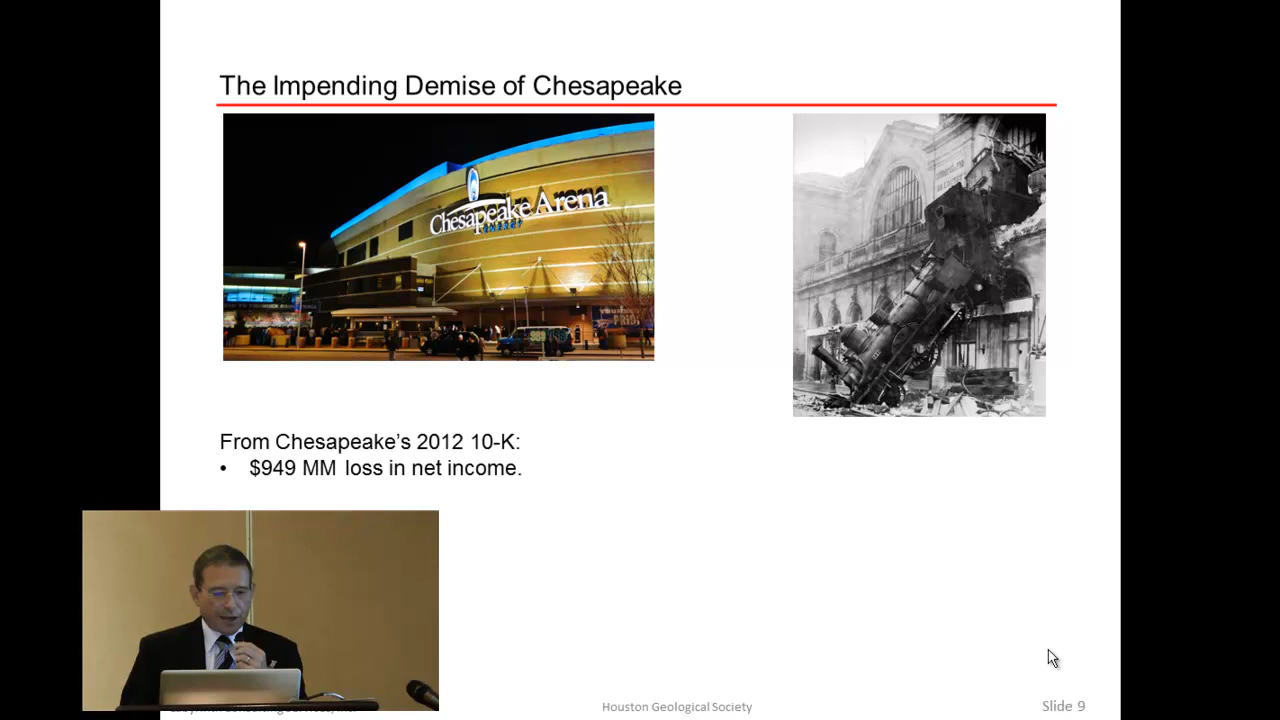 The Impending Demise of Chesapeake
Chesapeake Arena
ENERGY
From Chesapeake's 2012 10-K:
• $949 MM loss in net income.
Houston Geological Society
Slide 9